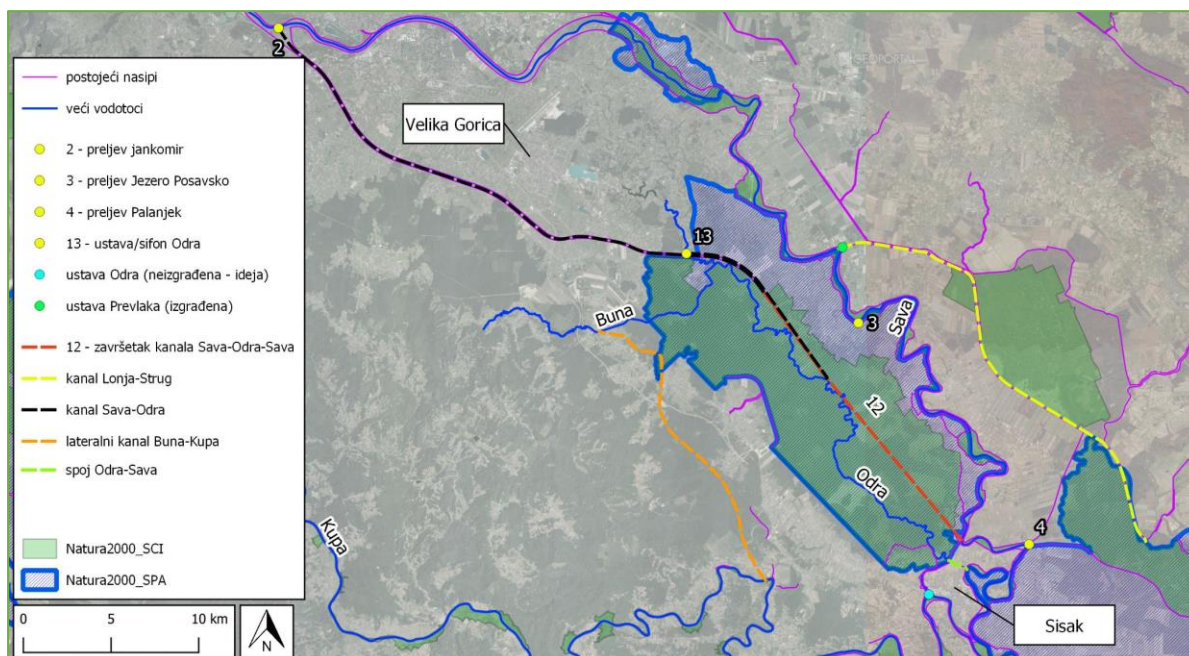 2
GEOPORTAL
postojeći nasipi
veći vodotoci
2 - preljev jankomir
3 - preljev Jezero Posavsko
4 - preljev Palanjek
13 - ustava/sifon Odra
ustava Odra (neizgrađena - ideja)
ustava Prevlaka (izgrađena)
12 - završetak kanala Sava-Odra-Sava
kanal Lonja-Strug
kanal Sava-Odra
lateralni kanal Buna-Kupa
spoj Odra-Sava
Natura2000_SCI
Natura2000_SPA
0 5 10 km
N
Velika Gorica
13
Buna
3
Sava
12
Odra
Kupa
4
Sisak